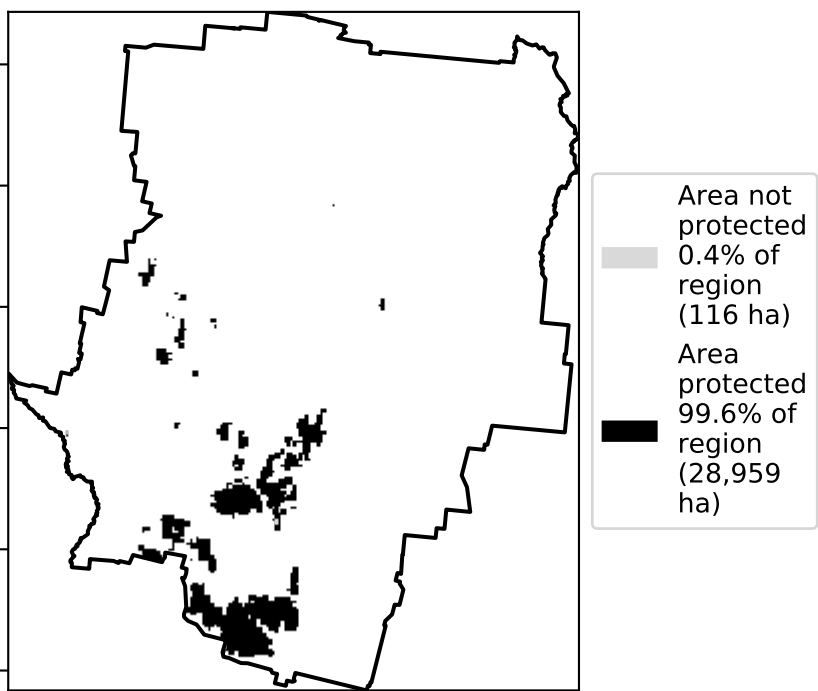 Area not
protected
0.4% of
region
(116 ha)
Area
protected
99.6% of
region
(28,959
ha)